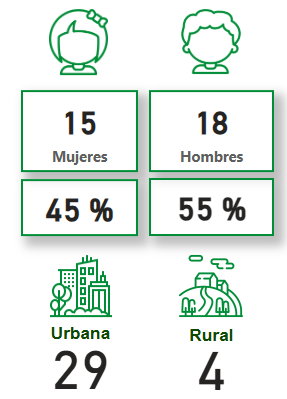 15 18
Mujeres Hombres
45 % 55 %
Urbana Rural
29 4